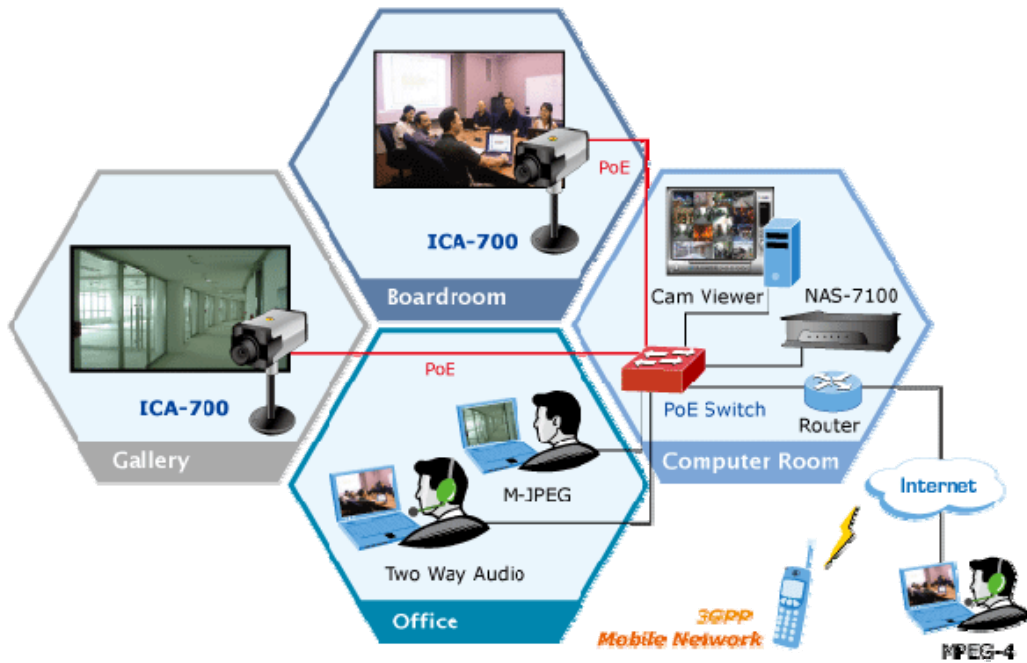 PoE
ICA-700
Boardroom
Cam Viewer
NAS-7100
PoE
ICA-700
PoE Switch
Router
Gallery
Computer Room
M-JPEG
Internet
Two Way Audio
Office
3GPP
Mobile Network
MPEG-4